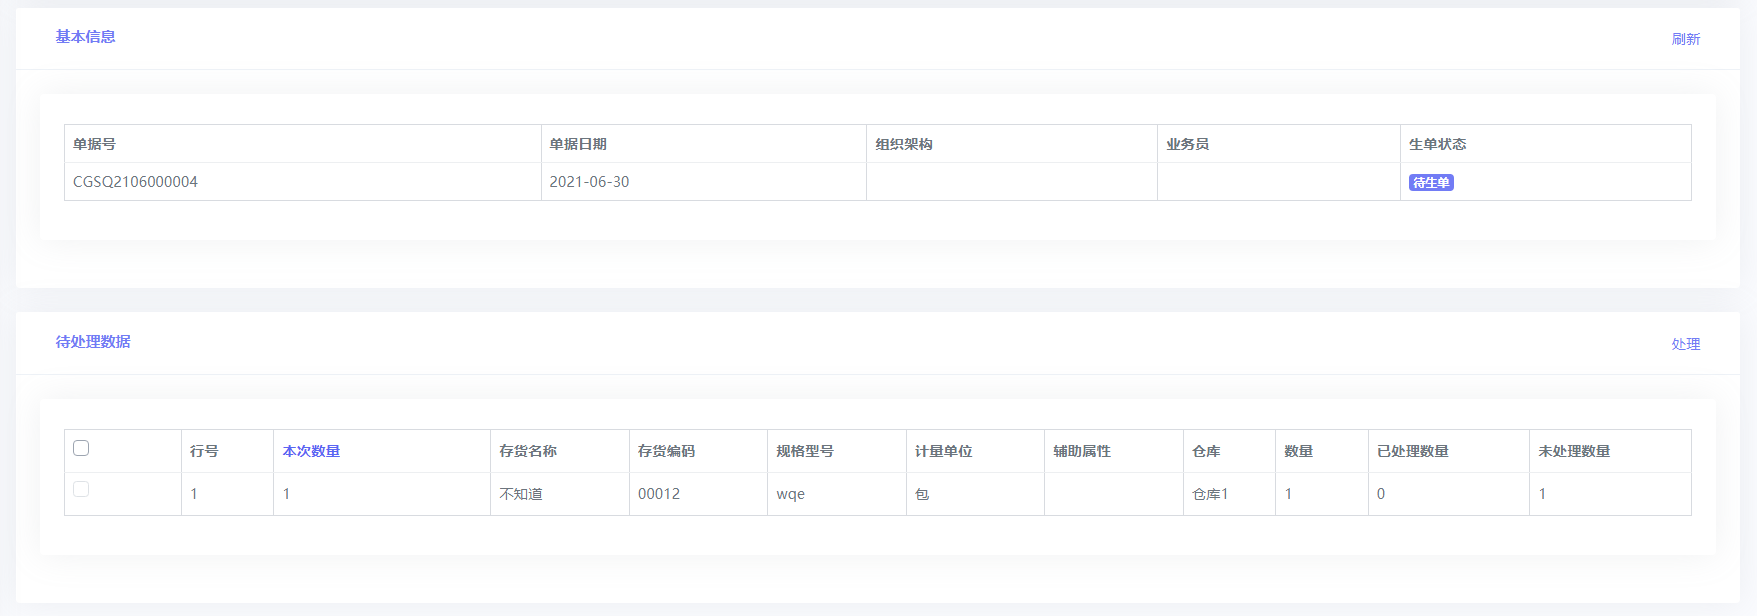 基本信息 刷新
单据号 单据日期 组织架构 业务员 生单状态
CGSQ2106000004 2021-06-30 待生单
待处理数据 处理
行号 本次数量 存货名称 存货编码 规格型号 计量单位 辅助属性 仓库 数量 已处理数量 未处理数量
1 1 不知道 00012 wqe 包 仓库1 1 0 1